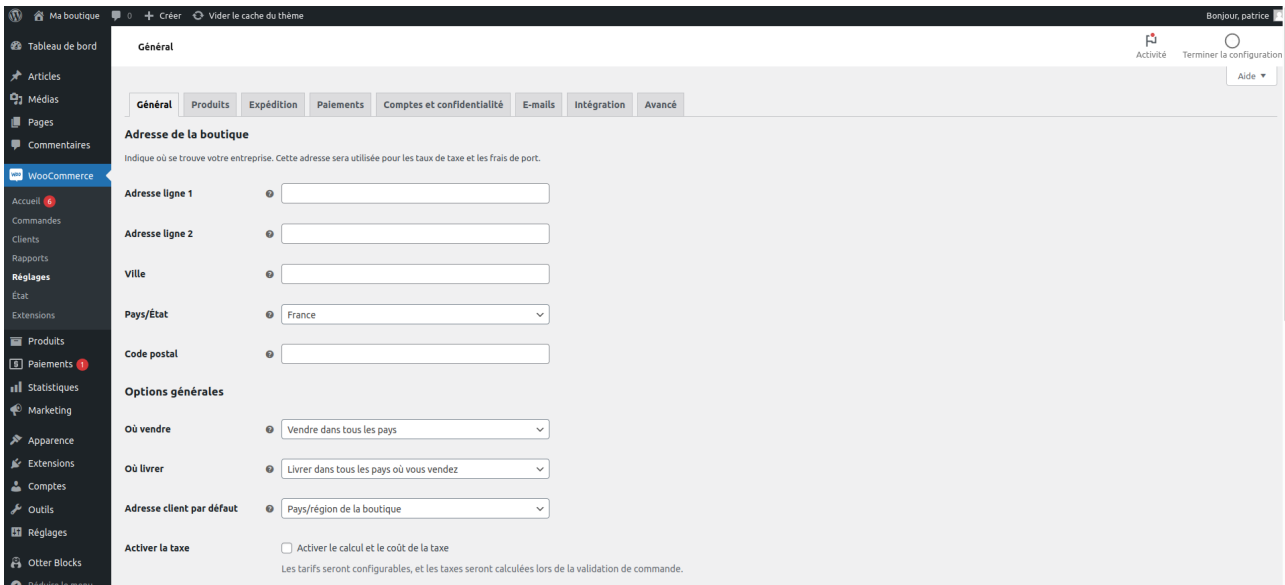 Ma boutique 0 + Créer Vider le cache du thème Bonjour, patrice
Tableau de bord
Articles
Médias
Pages
Commentaires
woo WooCommerce
Accueil 6
Commandes
Clients
Rapports
Réglages
État
Extensions
Produits
Paiements 1
Statistiques
Marketing
Apparence
Extensions
Comptes
Outils
Réglages
Otter Blocks
Réduire le menu
Général
Activité
Terminer la configuration
Aide
Général Produits Expédition Paiements Comptes et confidentialité E-mails Intégration Avancé
Adresse de la boutique
Indique où se trouve votre entreprise. Cette adresse sera utilisée pour les taux de taxe et les frais de port.
Adresse ligne 1
Adresse ligne 2
Ville
Pays/État France
Code postal
Options générales
Où vendre Vendre dans tous les pays
Où livrer Livrer dans tous les pays où vous vendez
Adresse client par défaut Pays/région de la boutique
Activer la taxe Activer le calcul et le coût de la taxe
Les tarifs seront configurables, et les taxes seront calculées lors de la validation de commande.